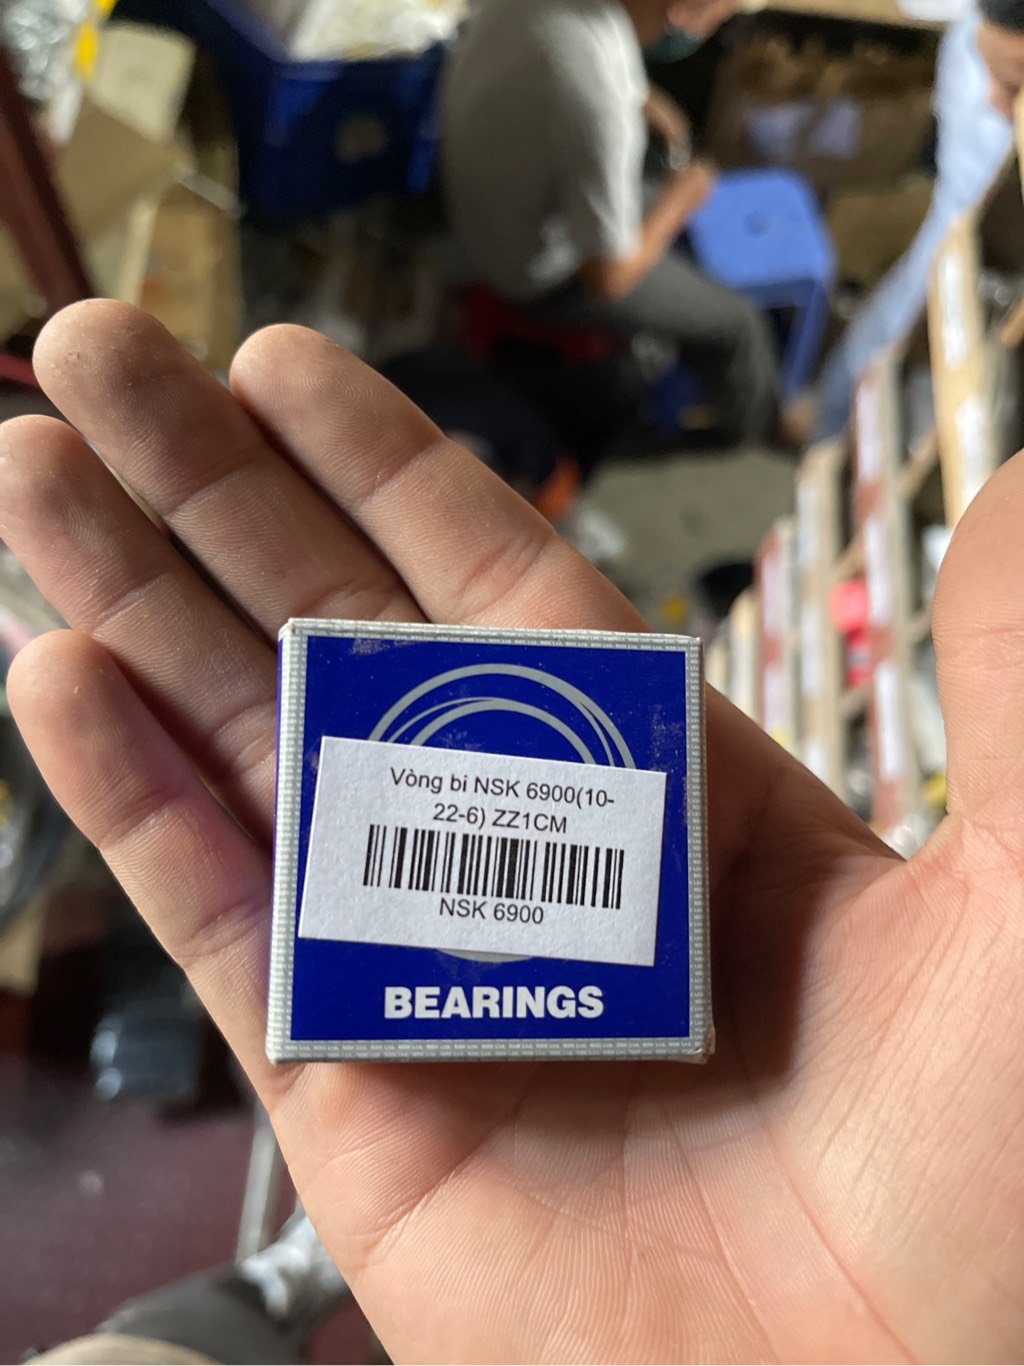 Vòng bi NSK 6900(10-
22-6) ZZ1CM
NSK 6900
BEARINGS